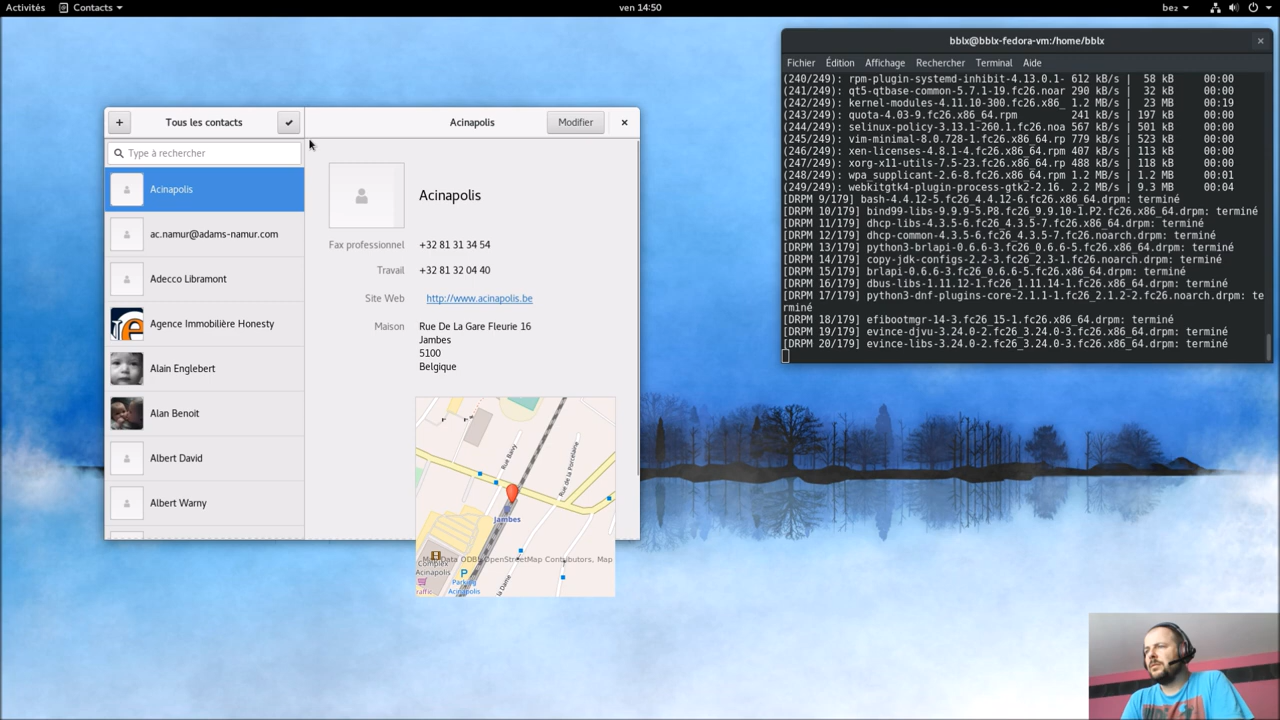 Activités
Contacts
ven 14:50
be2
bblx@bblx-fedora-vm:/home/bblx
Fichier Édition Affichage Rechercher Terminal Aide
(240/249): rpm-plugin-systemd-inhibit-4.13.0.1- 612 kB/s | 58 kB 00:00
(241/249): qt5-qtbase-common-5.7.1-19.fc26.noar 290 kB/s | 32 kB 00:00
(242/249): kernel-modules-4.11.10-300.fc26.x86_ 1.2 MB/s | 23 MB 00:19
(243/249): quota-4.03-9.fc26.x86_64.rpm 241 kB/s | 197 kB 00:00
(244/249): selinux-policy-3.13.1-260.1.fc26.noa 567 kB/s | 501 kB 00:00
(245/249): vim-minimal-8.0.728-1.fc26.x86_64.rp 779 kB/s | 523 kB 00:00
(246/249): xen-licenses-4.8.1-4.fc26.x86_64.rpm 407 kB/s | 113 kB 00:00
(247/249): xorg-x11-utils-7.5-23.fc26.x86_64.rp 488 kB/s | 118 kB 00:00
(248/249): wpa_supplicant-2.6-8.fc26.x86_64.rpm 1.2 MB/s | 1.2 MB 00:01
(249/249): webkitgtk4-plugin-process-gtk2-2.16. 2.2 MB/s | 9.3 MB 00:04
[DRPM 9/179] bash-4.4.12-5.fc26_4.4.12-6.fc26.x86_64.drpm: terminé
[DRPM 10/179] bind99-libs-9.9.9-5.P8.fc26_9.9.10-1.P2.fc26.x86_64.drpm: terminé
[DRPM 11/179] dhcp-libs-4.3.5-6.fc26_4.3.5-7.fc26.x86_64.drpm: terminé
[DRPM 12/179] dhcp-common-4.3.5-6.fc26_4.3.5-7.fc26.noarch.drpm: terminé
[DRPM 13/179] python3-brlapi-0.6.6-3.fc26_0.6.6-5.fc26.x86_64.drpm: terminé
[DRPM 14/179] copy-jdk-configs-2.2-3.fc26_2.3-1.fc26.noarch.drpm: terminé
[DRPM 15/179] brlapi-0.6.6-3.fc26_0.6.6-5.fc26.x86_64.drpm: terminé
[DRPM 16/179] dbus-libs-1.11.12-1.fc26_1.11.14-1.fc26.x86_64.drpm: terminé
[DRPM 17/179] python3-dnf-plugins-core-2.1.1-1.fc26_2.1.2-2.fc26.noarch.drpm: te
rminé
[DRPM 18/179] efibootmgr-14-3.fc26_15-1.fc26.x86_64.drpm: terminé
[DRPM 19/179] evince-djvu-3.24.0-2.fc26_3.24.0-3.fc26.x86_64.drpm: terminé
[DRPM 20/179] evince-libs-3.24.0-2.fc26_3.24.0-3.fc26.x86_64.drpm: terminé
Tous les contacts
Acinapolis
Modifier
Type à rechercher
Acinapolis
ac.namur@adams-namur.com
Adecco Libramont
Agence Immobilière Honesty
Alain Englebert
Alan Benoit
Albert David
Albert Warny
Acinapolis
Fax professionnel +32 81 31 34 54
Travail +32 81 32 04 40
Site Web http://www.acinapolis.be
Maison Rue De La Gare Fleurie 16
Jambes
5100
Belgique
Rue Baivy
Rue de la Porcelaine
Jambes
Map Data ODBL OpenStreetMap Contributors, Map
Complex
Acinapolis
Parking
Acinapolis
la Dame